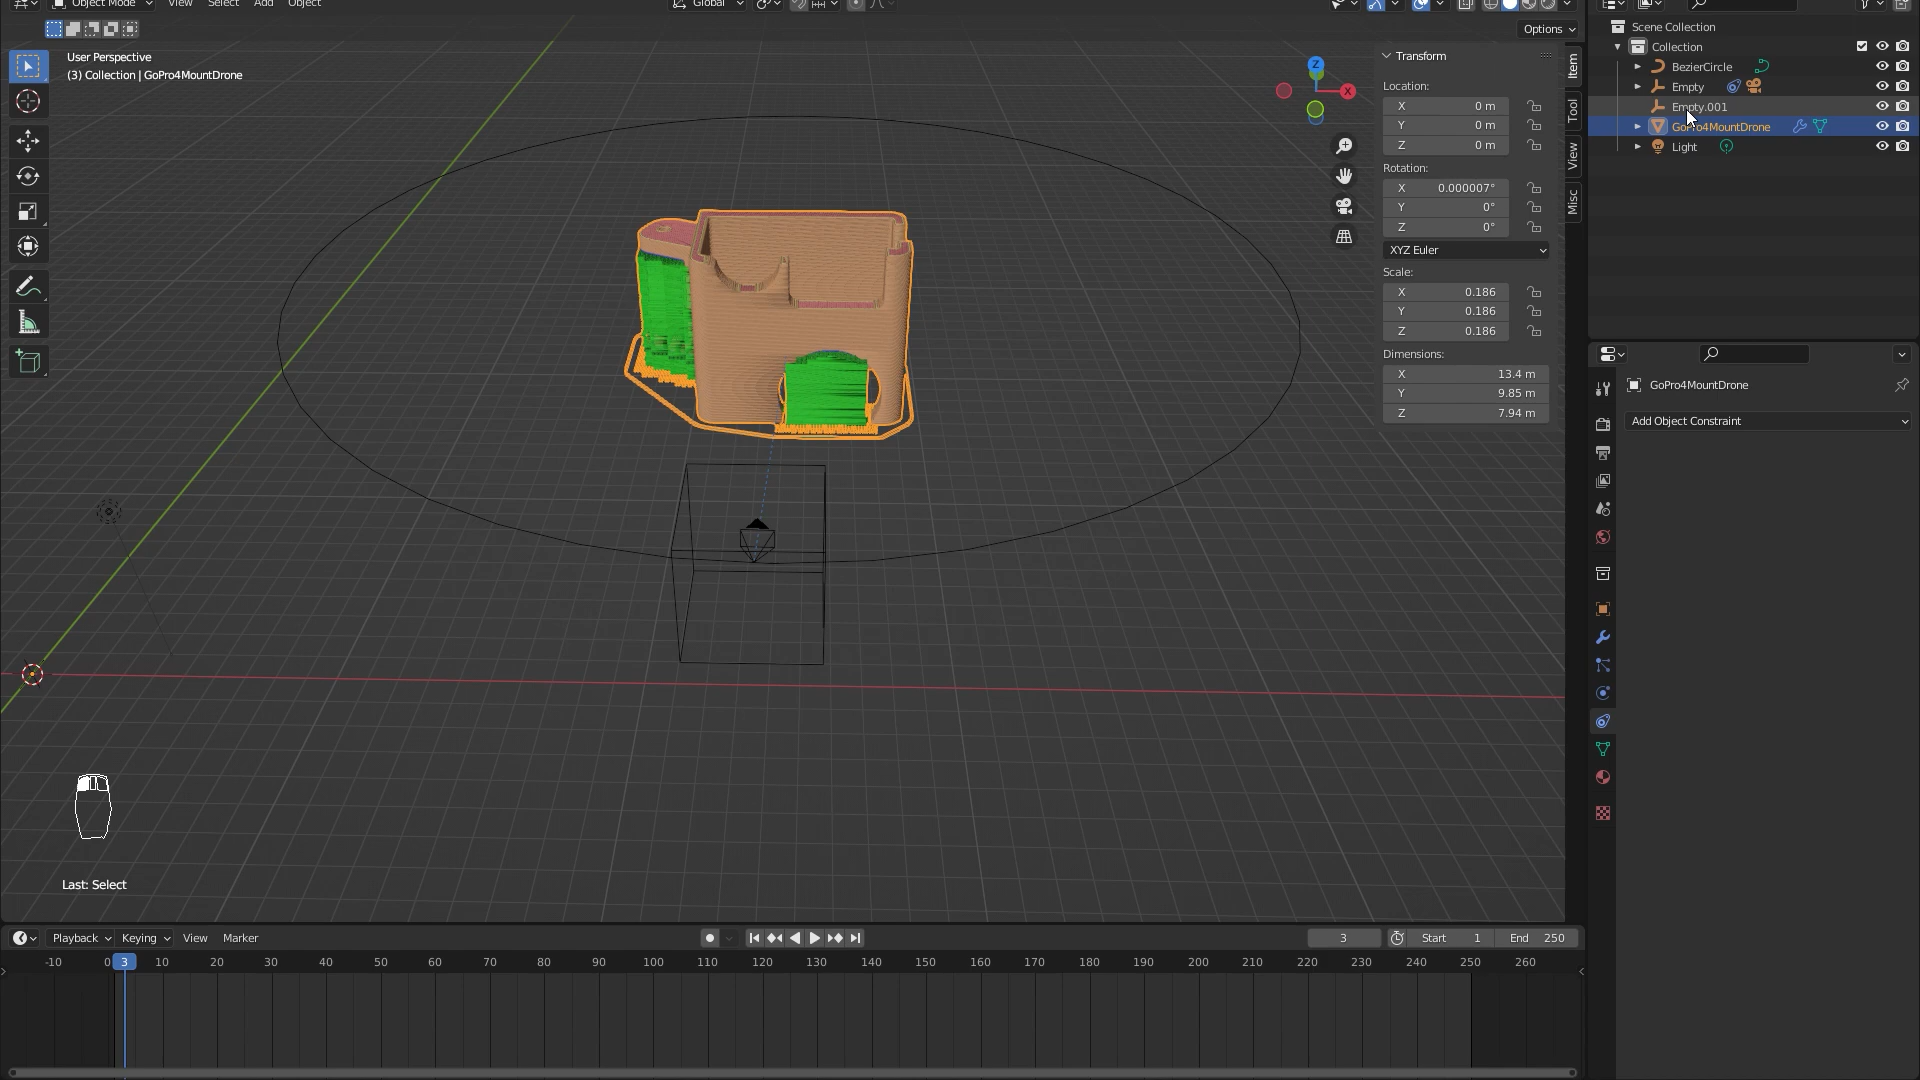 Object Mode View Select Add Object Global
Options
User Perspective
(3) Collection | GoPro4MountDrone
Z
X
Transform
Location:
X 0 m
Y 0 m
Z 0 m
Rotation:
X 0.000007°
Y 0°
Z 0°
XYZ Euler
Scale:
X 0.186
Y 0.186
Z 0.186
Dimensions:
X 13.4 m
Y 9.85 m
Z 7.94 m
Item
Tool
View
Misc
Scene Collection
Collection
BezierCircle
Empty
Empty.001
GoPro4MountDrone
Light
GoPro4MountDrone
Add Object Constraint
Last: Select
Playback Keying View Marker
3 Start 1 End 250
-10 0 3 10 20 30 40 50 60 70 80 90 100 110 120 130 140 150 160 170 180 190 200 210 220 230 240 250 260